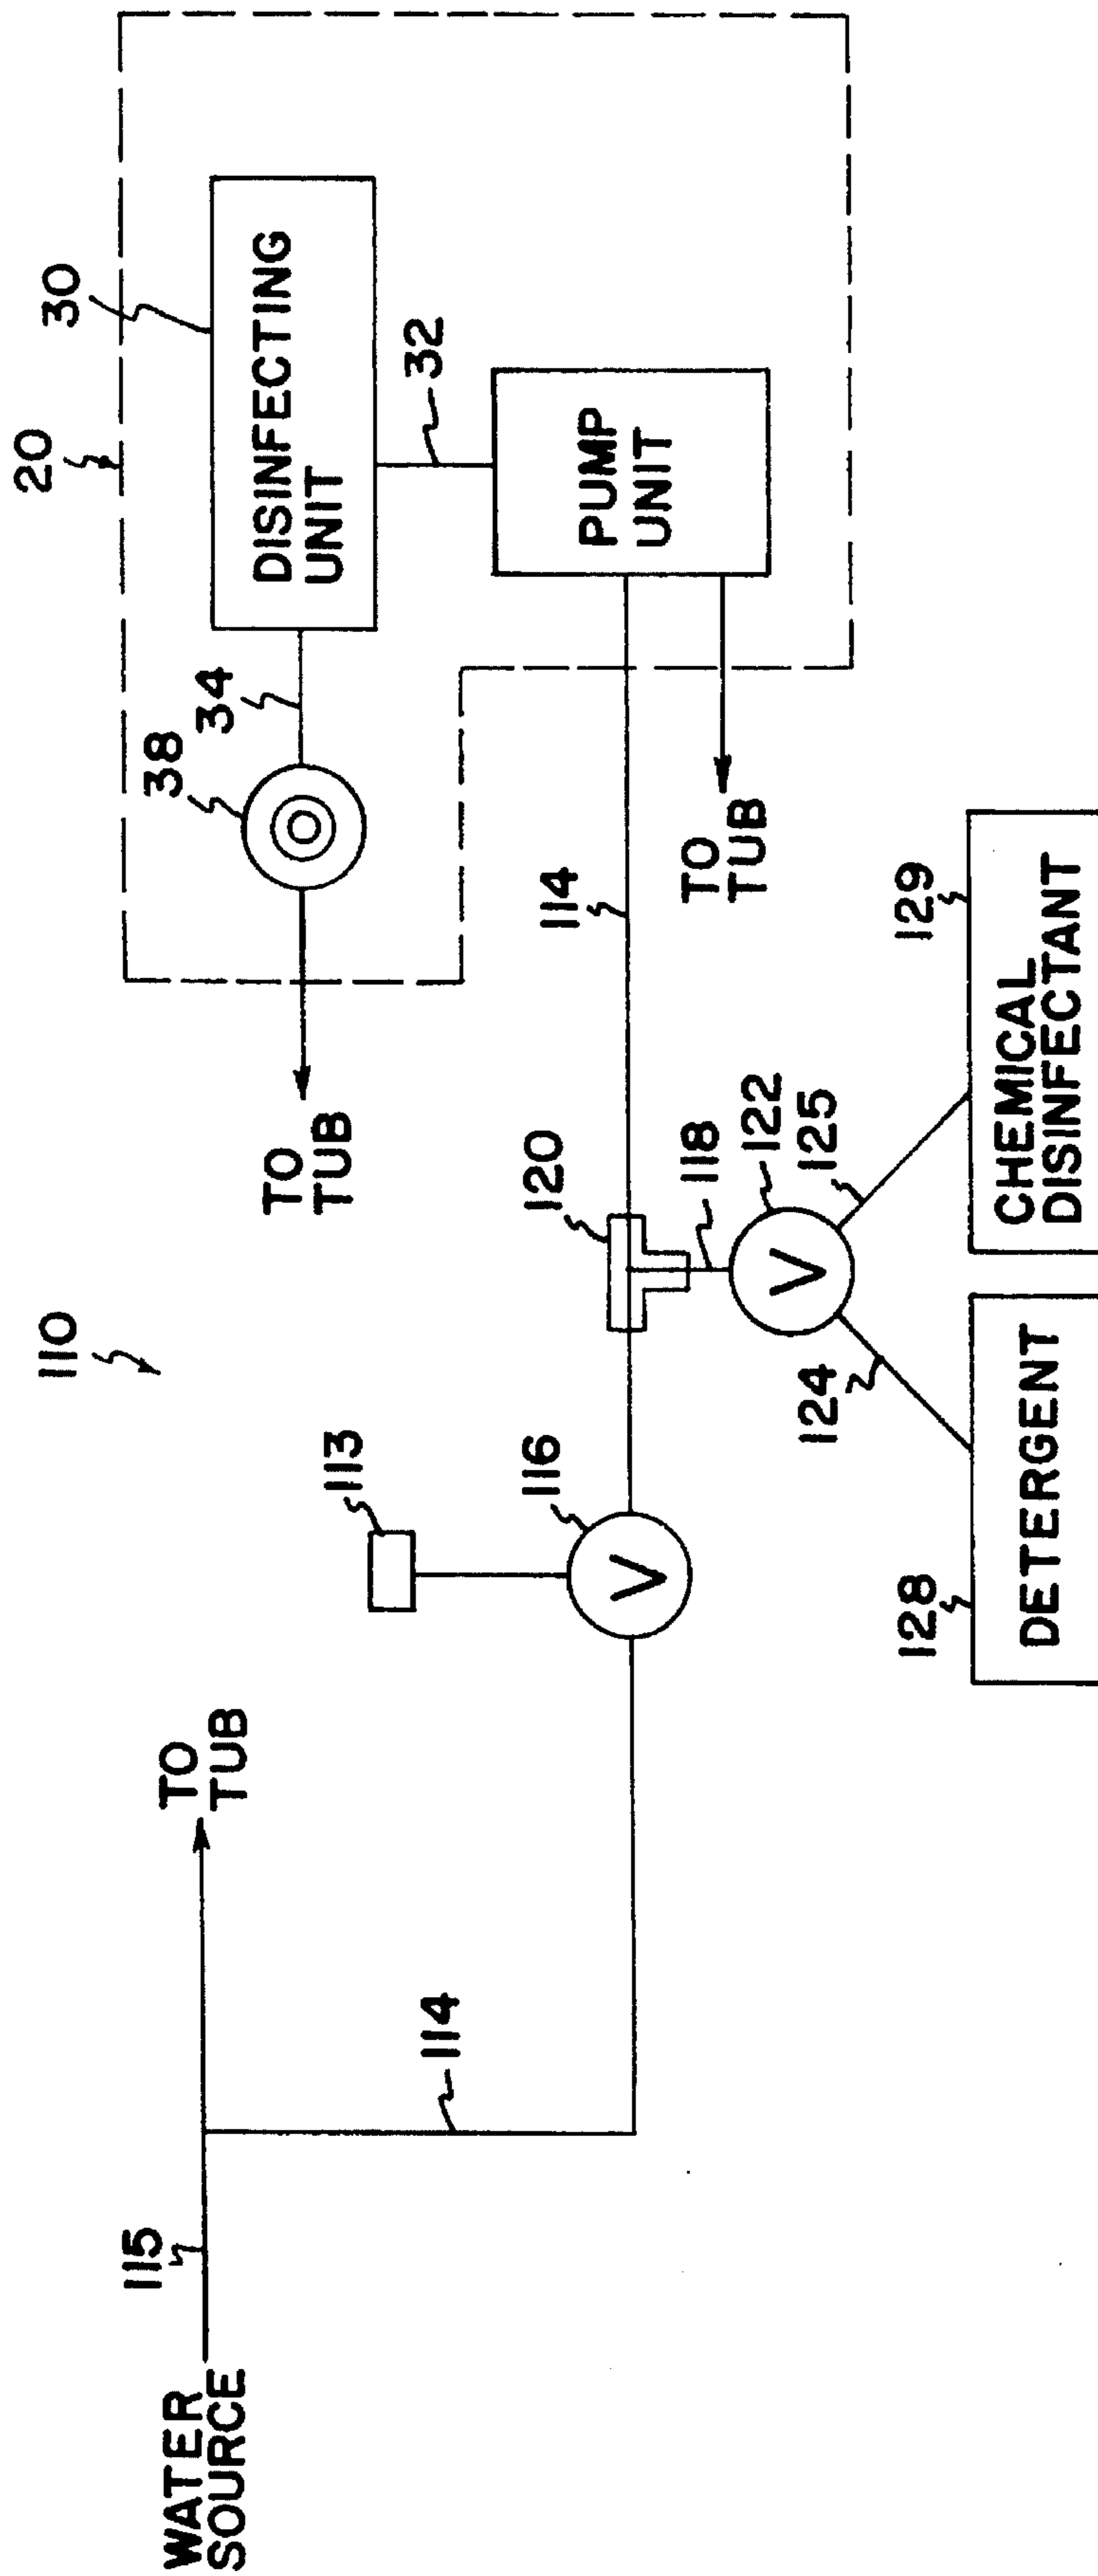 20
30
DISINFECTING
UNIT
38
34
32
PUMP
UNIT
TO
TUB
TO
TUB
110
114
120
118
122
125
124
129
CHEMICAL
DISINFECTANT
128
DETERGENT
113
116
V
V
TO
TUB
114
115
WATER
SOURCE